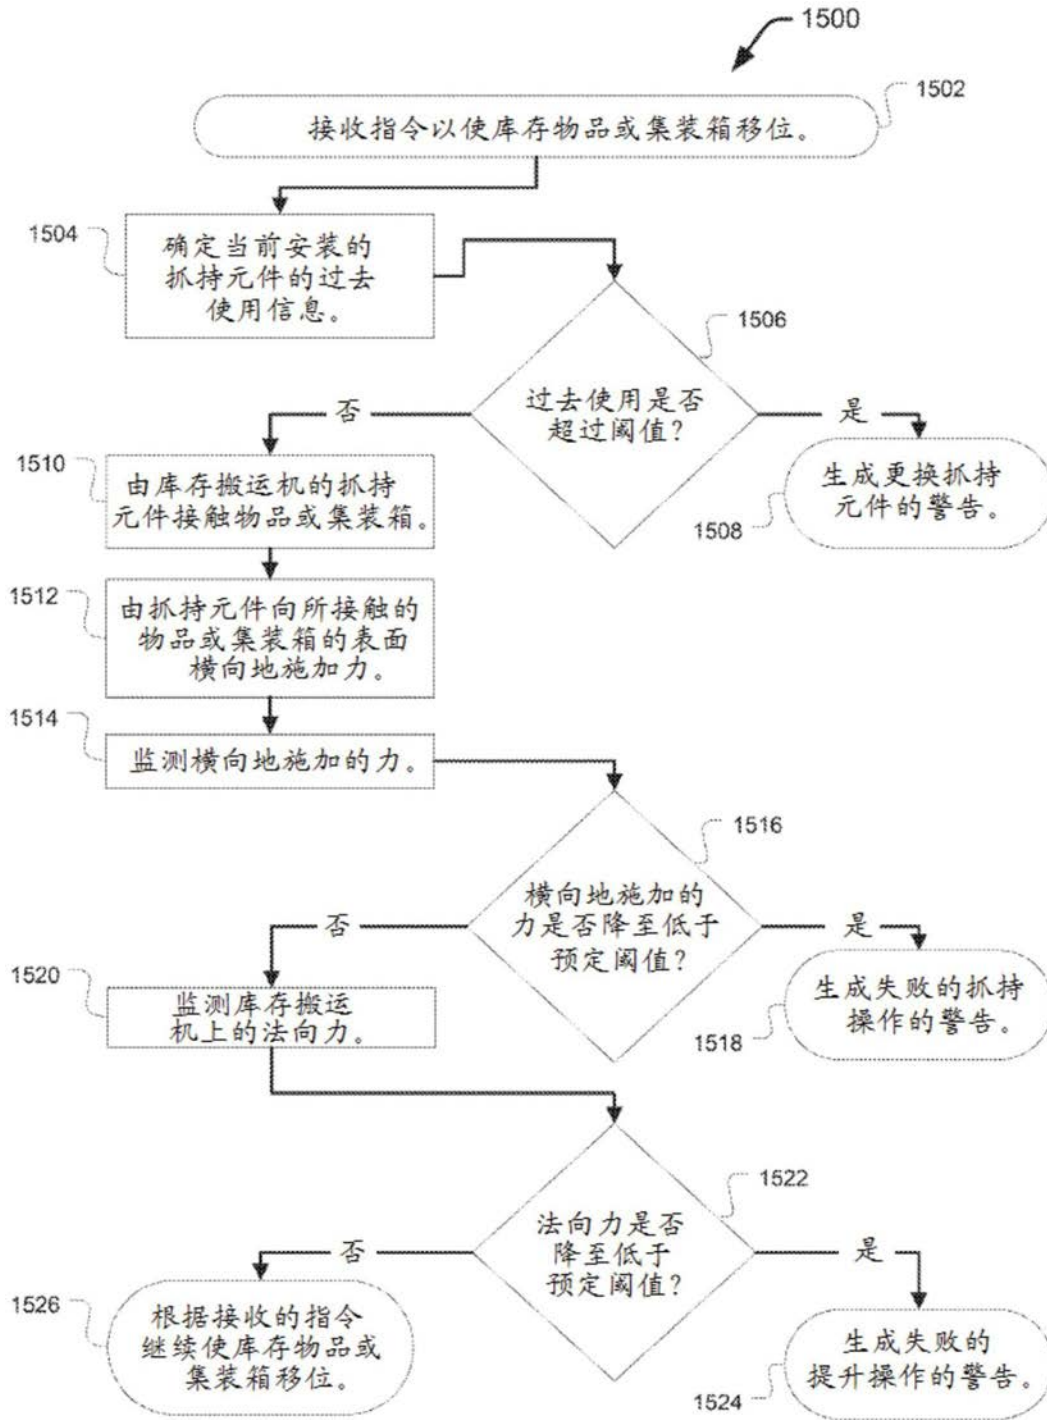 1500
1502
接收指令以使库存物品或集装箱移位。
1504
确定当前安装的
抓持元件的过去
使用信息。
1506
过去使用是否
超过阈值?
否
是
1510
由库存搬运机的抓持
元件接触物品或集装箱。
生成更换抓持
元件的警告。
1508
1512
由抓持元件向所接触的
物品或集装箱的表面
横向地施加力。
1514
监测横向地施加的力。
1516
横向地施加的
力是否降至低于
预定阈值?
否
是
1520
监测库存搬运
机上的法向力。
生成失败的抓持
操作的警告。
1518
1522
法向力是否
降至低于
预定阈值?
否
是
1526
根据接收的指令
继续使库存物品或
集装箱移位。
生成失败的
提升操作的警告。
1524